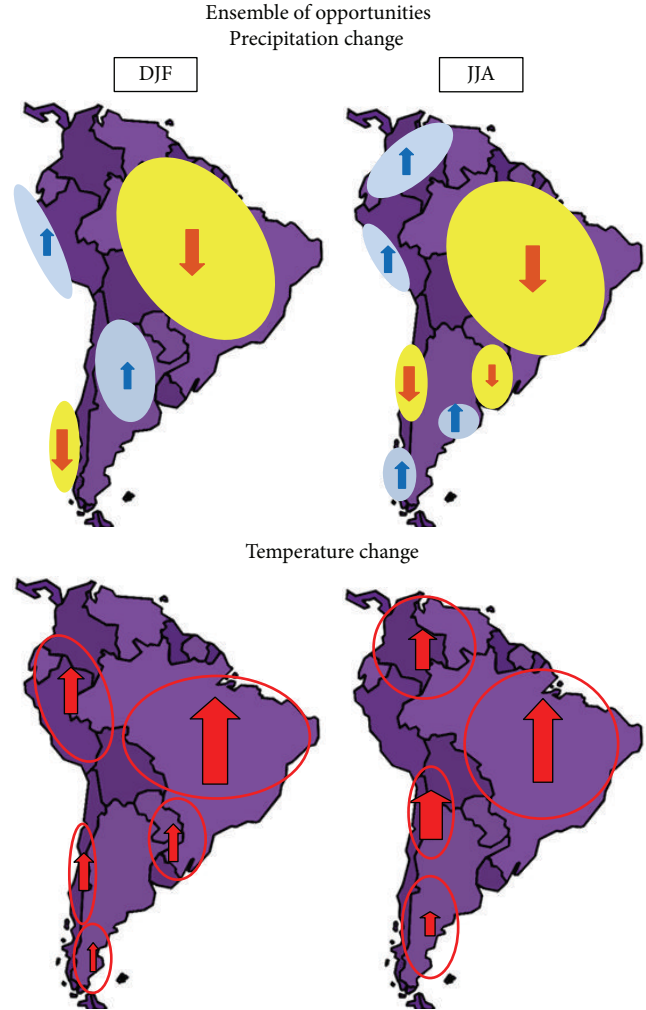 Ensemble of opportunities
Precipitation change
DJF
JJA
Temperature change